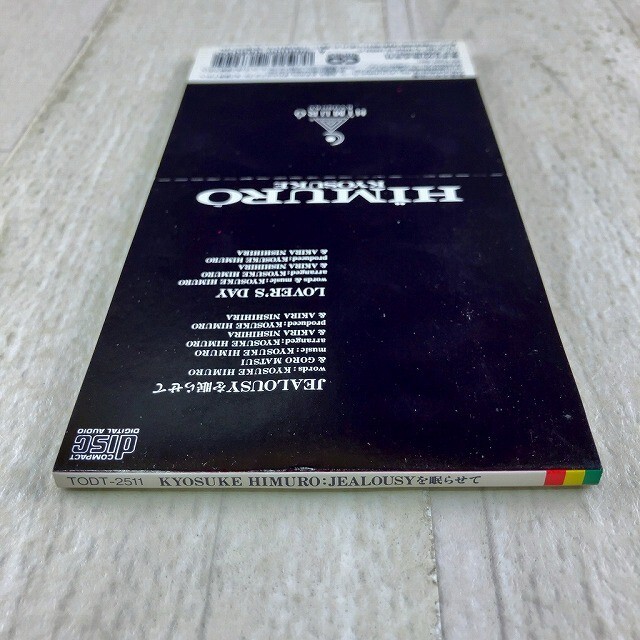 HIMURO
KYOSUKE
JEALOUSYを眠らせて
words:KYOSUKE HIMURO
& GORO MATSUI
music:KYOSUKE HIMURO
arranged:KYOSUKE HIMURO
& AKIRA NISHIHIRA
produced:KYOSUKE HIMURO
& AKIRA NISHIHIRA
LOVER'S DAY
words & music:KYOSUKE HIMURO
arranged:KYOSUKE HIMURO
& AKIRA NISHIHIRA
produced:KYOSUKE HIMURO
& AKIRA NISHIHIRA
COMPACT
disc
DIGITAL AUDIO
TODT-2511 KYOSUKE HIMURO:JEALOUSYを眠らせて